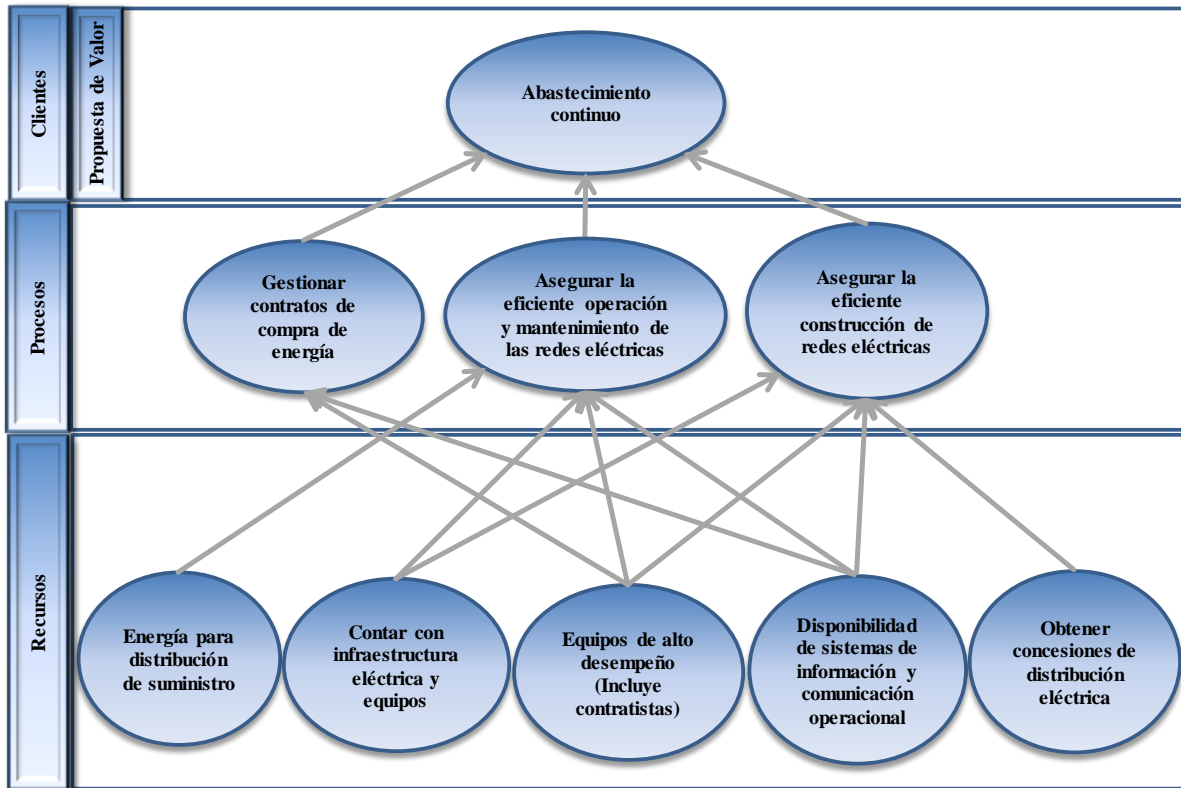 Clientes
Propuesta de Valor
Abastecimiento
continuo
Procesos
Gestionar
contratos de
compra de
energía
Asegurar la
eficiente operación
y mantenimiento de
las redes eléctricas
Asegurar la
eficiente
construcción de
redes eléctricas
Recursos
Energía para
distribución
de suministro
Contar con
infraestructura
eléctrica y
equipos
Equipos de alto
desempeño
(Incluye
contratistas)
Disponibilidad
de sistemas de
información y
comunicación
operacional
Obtener
concesiones de
distribución
eléctrica